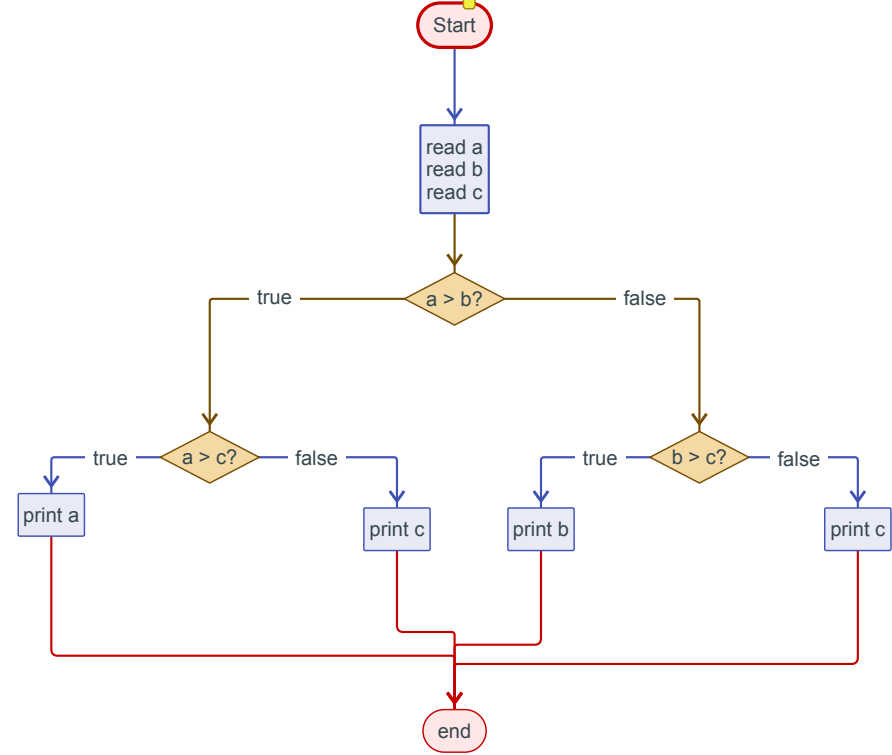 Start
read a
read b
read c
a > b?
true
false
a > c?
true
false
b > c?
true
false
print a
print c
print b
print c
end